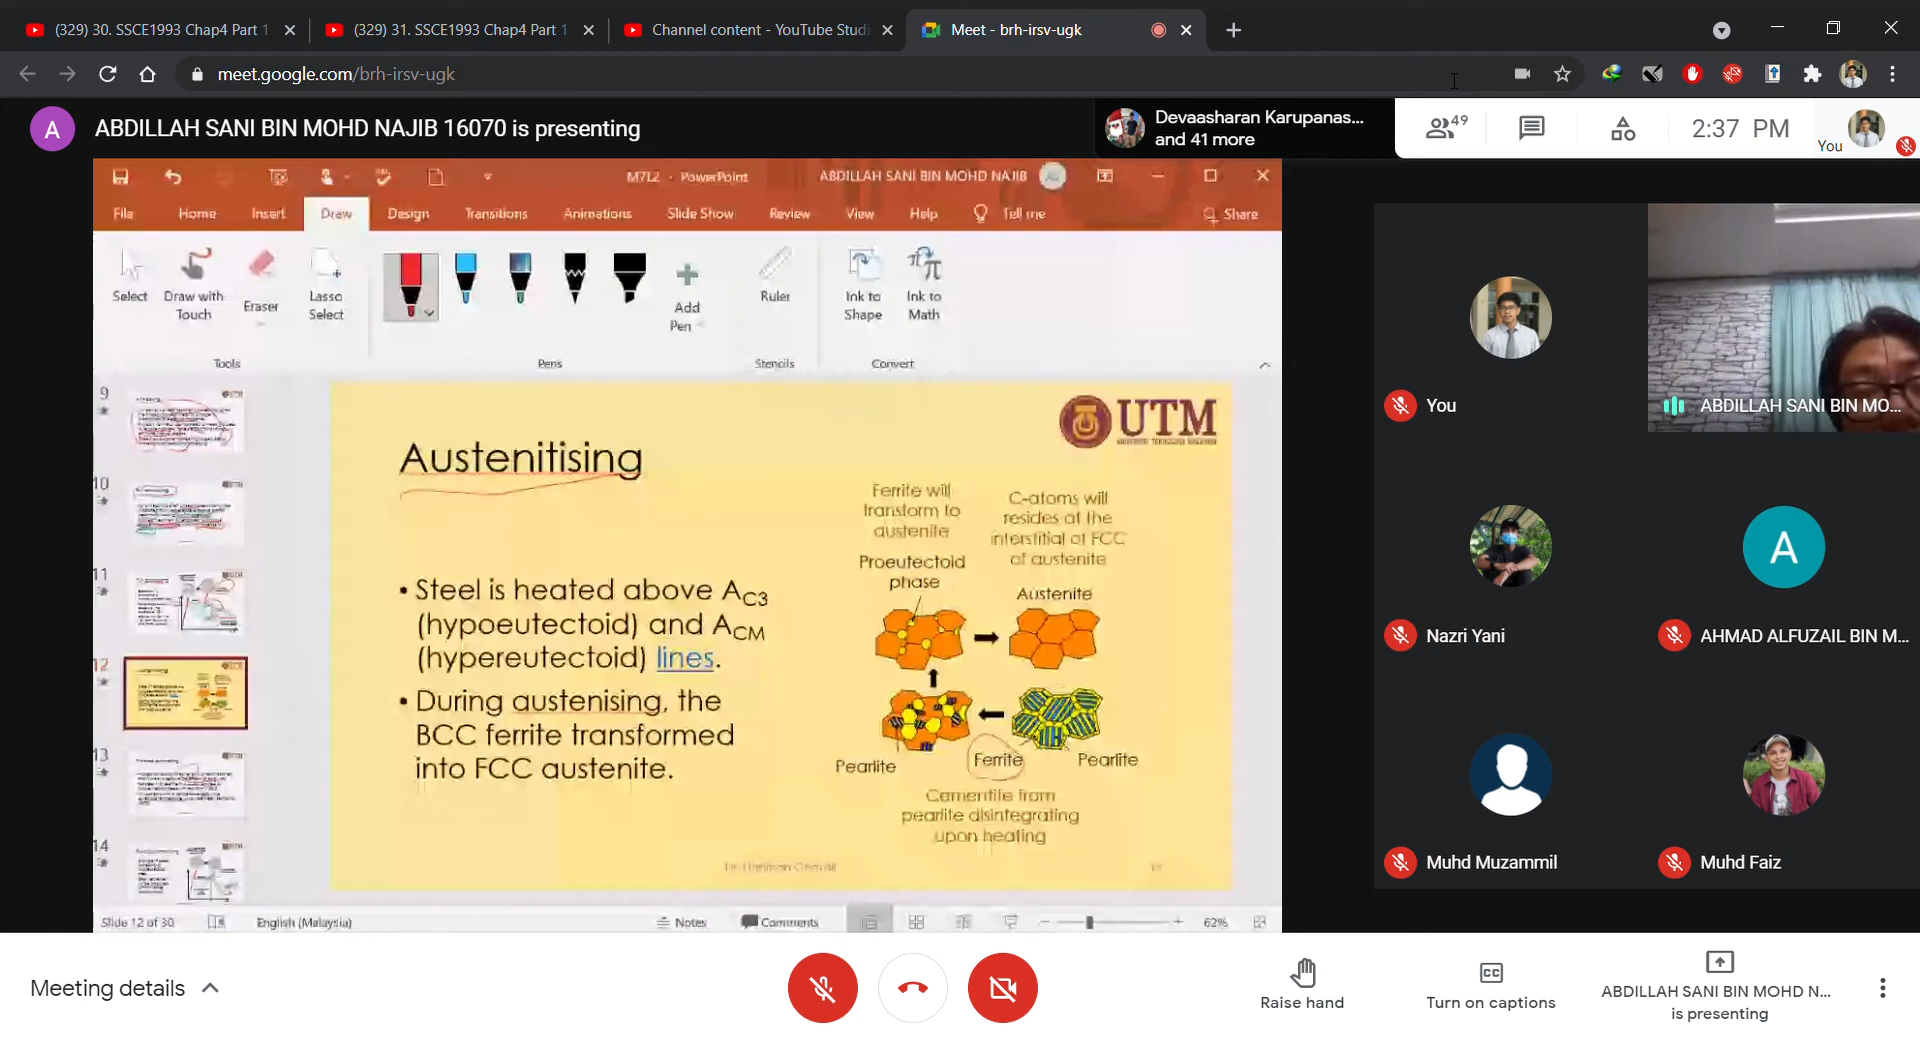 (329) 30. SSCE1993 Chap4 Part 1
(329) 31. SSCE1993 Chap4 Part 1
Channel content - YouTube Studi
Meet - brh-irsv-ugk
meet.google.com/brh-irsv-ugk
A
ABDILLAH SANI BIN MOHD NAJIB 16070 is presenting
Devaasharan Karupanas...
and 41 more
49
2:37 PM
You
M7L2 - PowerPoint
ABDILLAH SANI BIN MOHD NAJIB
File Home Insert Draw Design Transitions Animations Slide Show Review View Help Tell me Share
Select
Draw with
Touch
Eraser
Lasso
Select
Add
Pen
Ruler
Ink to
Shape
Ink to
Math
Tools
Pens
Stencils
Convert
9
10
11
12
13
14
UTM
Austenitising
• Steel is heated above AC3
(hypoeutectoid) and ACM
(hypereutectoid) lines.
• During austenising, the
BCC ferrite transformed
into FCC austenite.
Ferrite will
transform to
austenite
C-atoms will
resides at the
interstitial of FCC
of austenite
Proeutectoid
phase
Austenite
Pearlite
Ferrite
Pearlite
Cementite from
pearlite disintegrating
upon heating
Slide 12 of 30
English (Malaysia)
Notes
Comments
62%
You
ABDILLAH SANI BIN MO...
Nazri Yani
A
AHMAD ALFUZAIL BIN M...
Muhd Muzammil
Muhd Faiz
Meeting details
Raise hand
CC
Turn on captions
ABDILLAH SANI BIN MOHD N...
is presenting